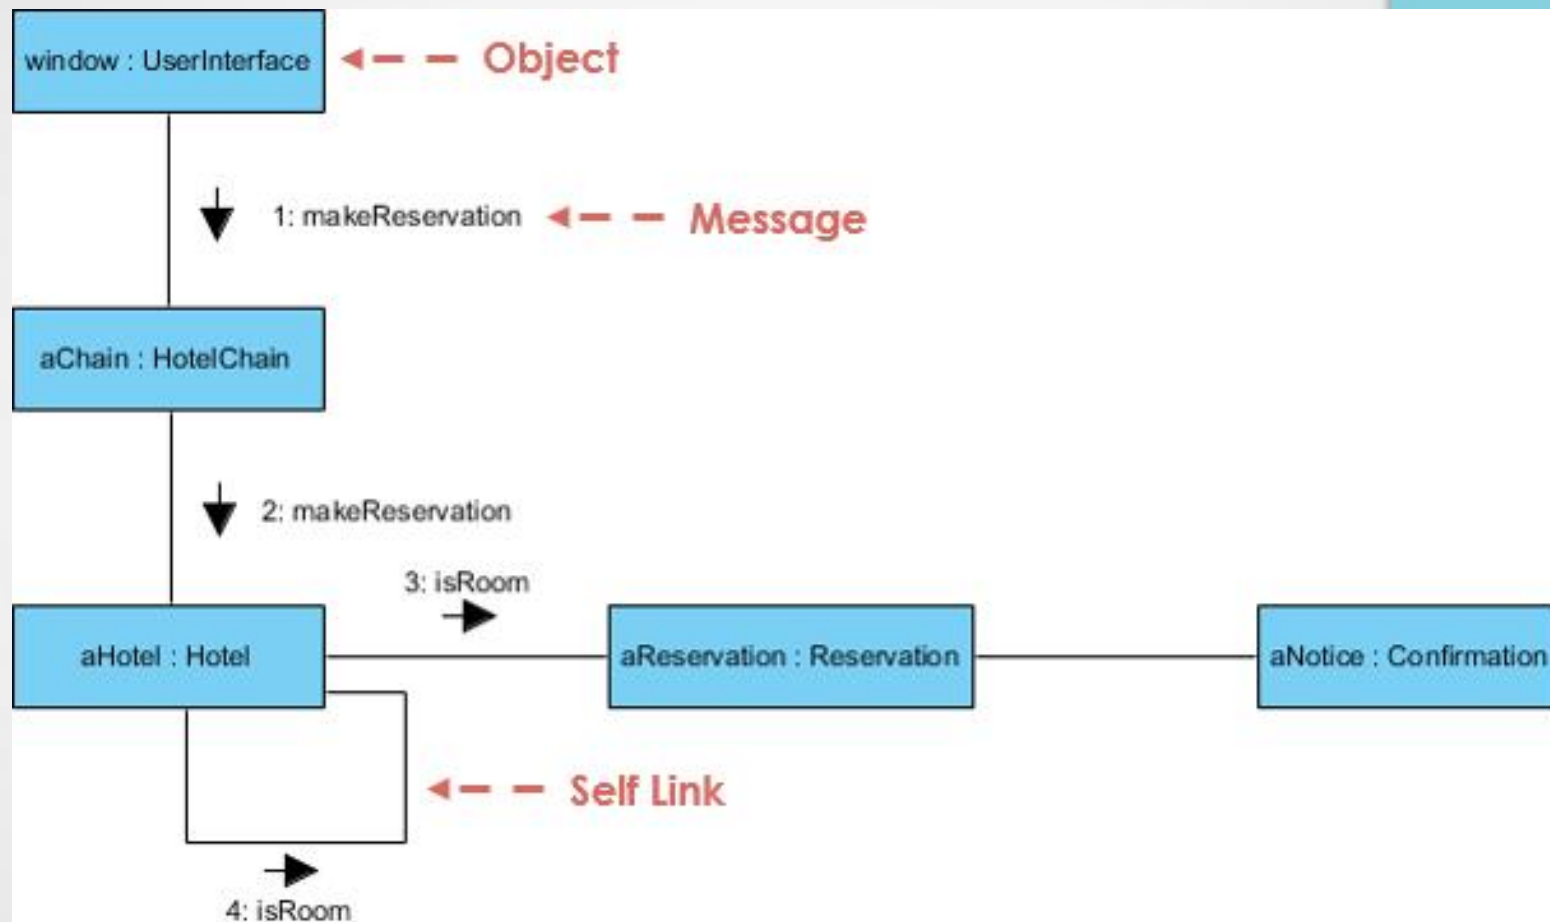 window : UserInterface
Object
1: makeReservation
Message
aChain : HotelChain
2: makeReservation
3: isRoom
aHotel : Hotel
aReservation : Reservation
aNotice : Confirmation
Self Link
4: isRoom